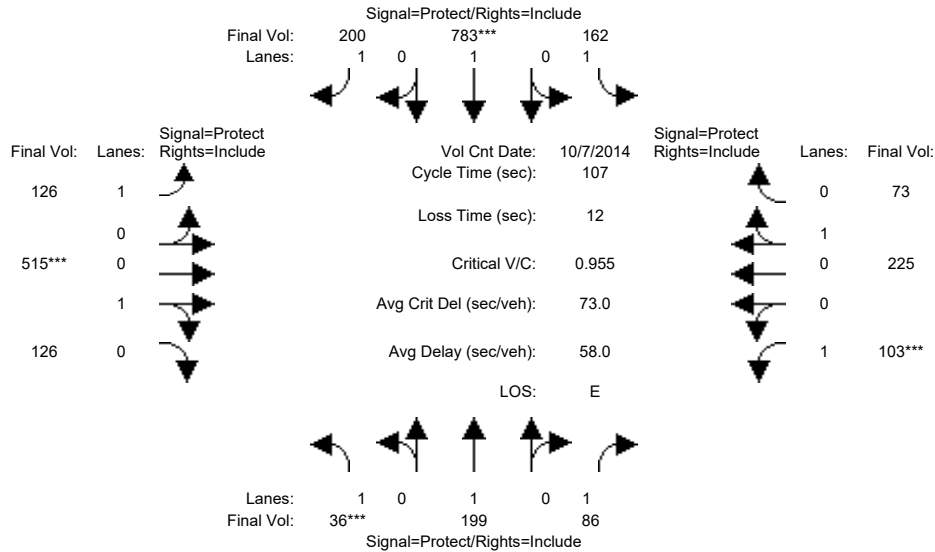 Signal=Protect/Rights=Include
Final Vol: 200 783*** 162
Lanes: 1 0 1 0 1
Signal=Protect
Final Vol: Lanes: Rights=Include
Vol Cnt Date: 10/7/2014
Signal=Protect
Rights=Include Lanes: Final Vol:
Cycle Time (sec): 107
126 1
0 73
Loss Time (sec): 12
0
1
515*** 0
Critical V/C: 0.955
0 225
1
Avg Crit Del (sec/veh): 73.0
0
126 0
Avg Delay (sec/veh): 58.0
1 103***
LOS: E
Lanes: 1 0 1 0 1
Final Vol: 36*** 199 86
Signal=Protect/Rights=Include